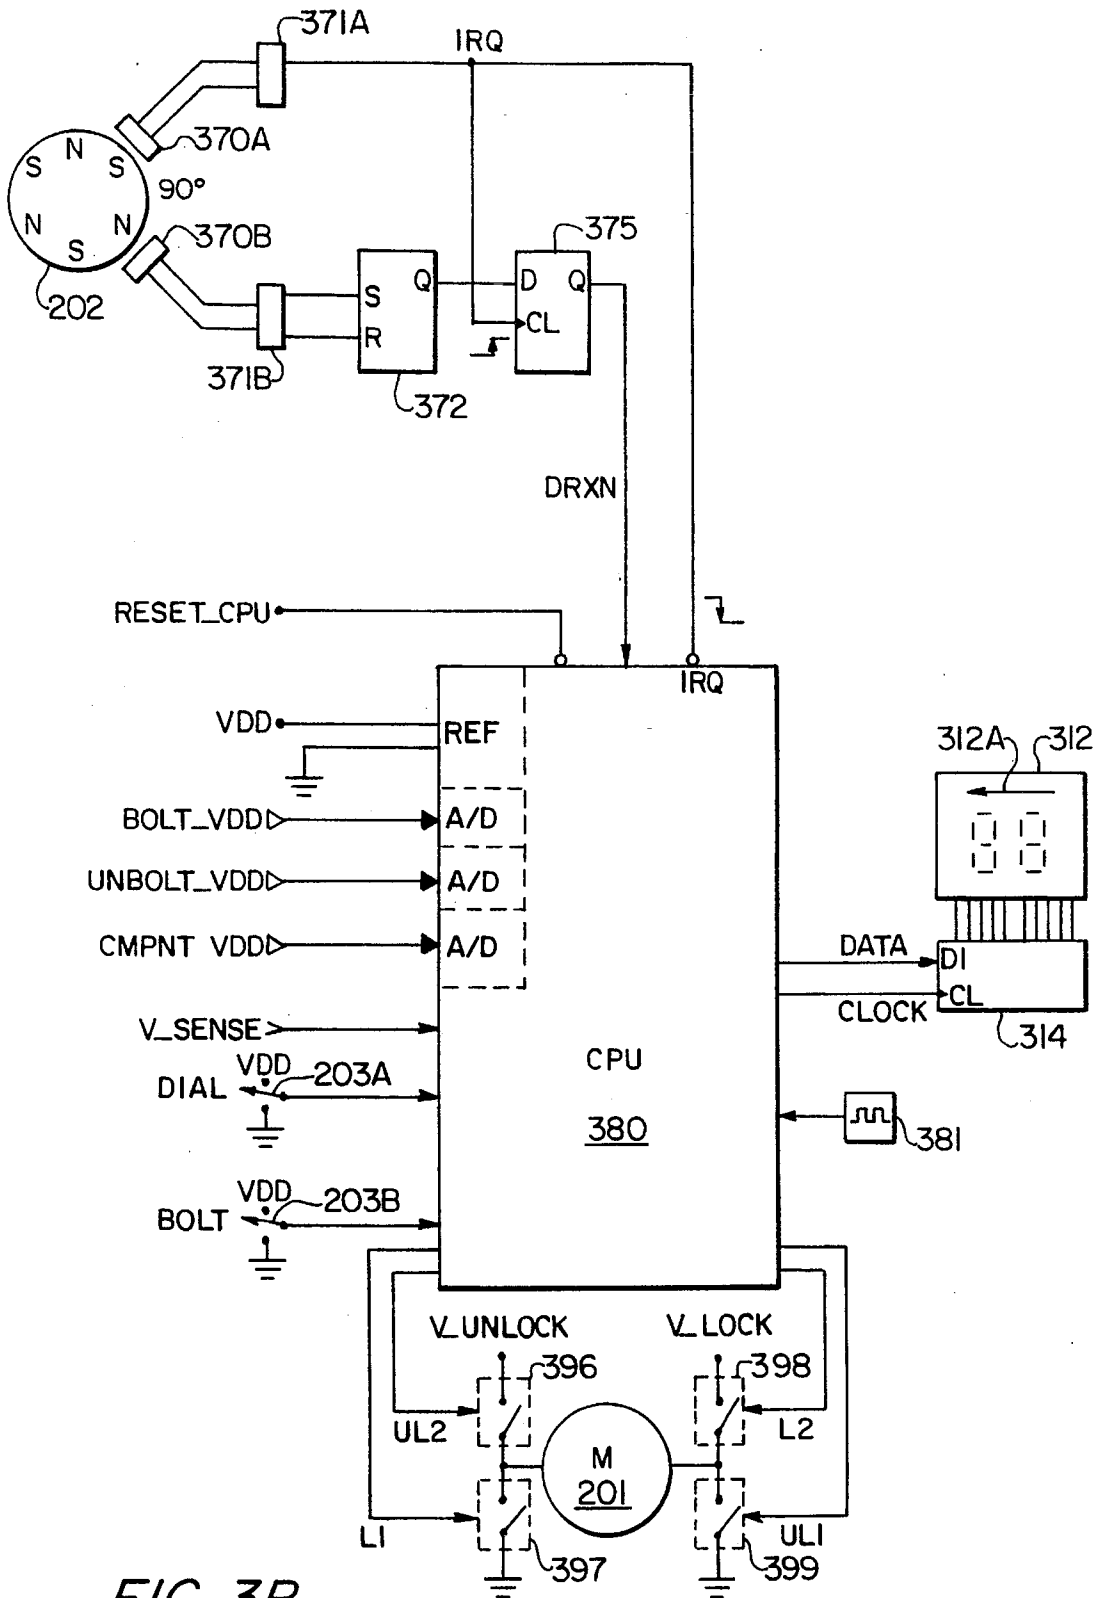 371A
IRQ
370A
N
S
S
90°
N
N
S
370B
202
375
Q
D
Q
S
CL
R
371B
372
DRXN
RESET_CPU
IRQ
VDD
REF
312A
312
BOLT_VDD
A/D
UNBOLT_VDD
A/D
CMPNT VDD
A/D
DATA
DI
CL
CLOCK
314
V_SENSE
CPU
VDD
203A
DIAL
380
381
VDD
203B
BOLT
V_UNLOCK
V_LOCK
396
398
UL2
L2
M
201
L1
UL1
397
399
FIG. 3B